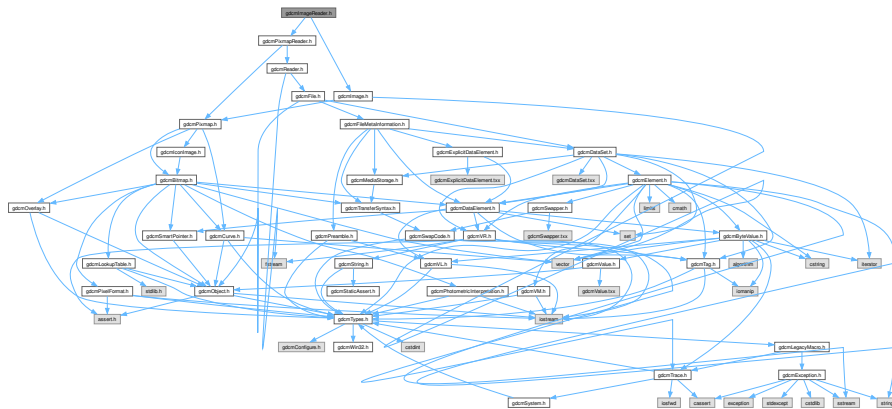 gdcmImageReader.h
gdcmPixmapReader.h
gdcmReader.h
gdcmFile.h
gdcmImage.h
gdcmPixmap.h
gdcmFileMetaInformation.h
gdcmIconImage.h
gdcmExplicitDataElement.h
gdcmDataSet.h
gdcmBitmap.h
gdcmMediaStorage.h
gdcmExplicitDataElement.txx
gdcmDataSet.txx
gdcmElement.h
gdcmOverlay.h
gdcmTransferSyntax.h
gdcmDataElement.h
gdcmSwapper.h
limits
cmath
gdcmSmartPointer.h
gdcmCurve.h
gdcmPreamble.h
gdcmSwapCode.h
gdcmVR.h
gdcmSwapper.txx
set
gdcmByteValue.h
gdcmLookupTable.h
fstream
gdcmString.h
gdcmVL.h
vector
gdcmValue.h
algorithm
gdcmTag.h
cstring
iterator
gdcmPixelFormat.h
stdlib.h
gdcmObject.h
gdcmStaticAssert.h
gdcmPhotometricInterpretation.h
gdcmVM.h
gdcmValue.txx
iomanip
assert.h
gdcmTypes.h
iostream
gdcmConfigure.h
gdcmWin32.h
cstdint
gdcmLegacyMacro.h
gdcmTrace.h
gdcmException.h
gdcmSystem.h
iosfwd
cassert
exception
stdexcept
cstdlib
sstream